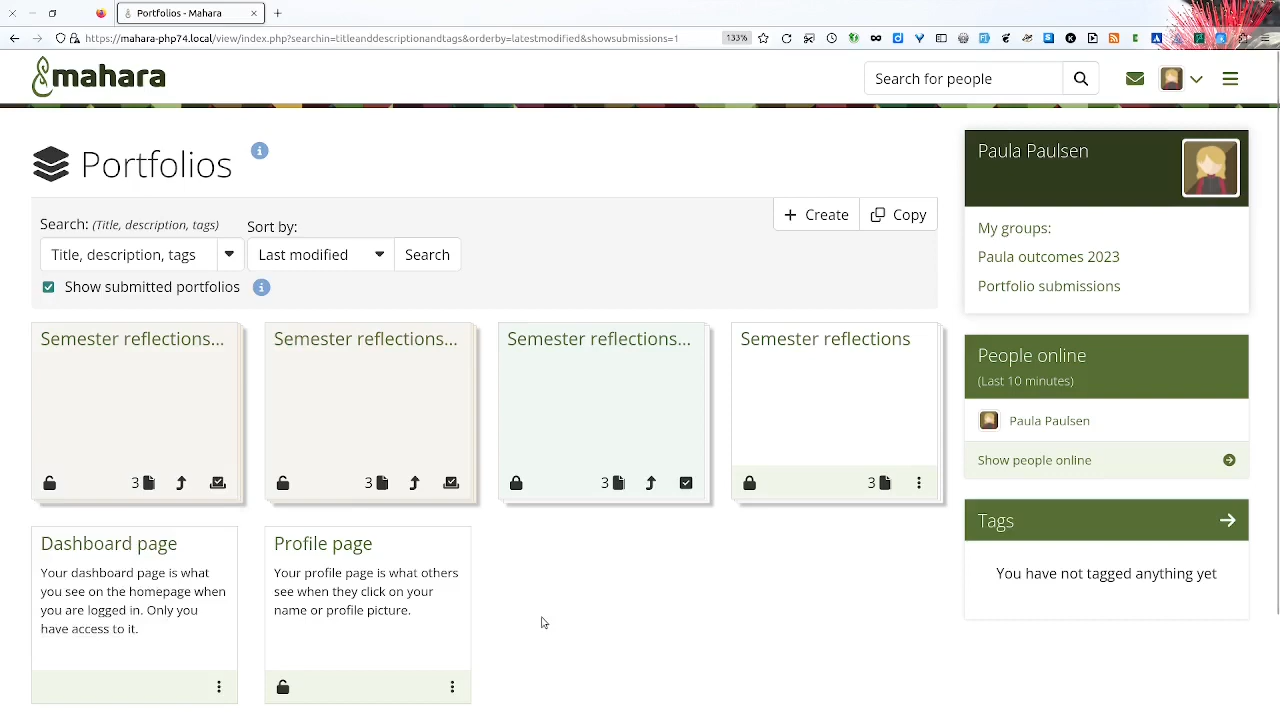 Portfolios - Mahara
https://mahara-php74.local/view/index.php?searchin=titleanddescriptionandtags&orderby=latestmodified&showsubmissions=1
133%
mahara
Search for people
Portfolios
Create
Copy
Search: (Title, description, tags)
Sort by:
Title, description, tags
Last modified
Search
Show submitted portfolios
Semester reflections...
3
Semester reflections...
3
Semester reflections...
3
Semester reflections
3
Dashboard page
Your dashboard page is what
you see on the homepage when
you are logged in. Only you
have access to it.
Profile page
Your profile page is what others
see when they click on your
name or profile picture.
Paula Paulsen
My groups:
Paula outcomes 2023
Portfolio submissions
People online
(Last 10 minutes)
Paula Paulsen
Show people online
Tags
You have not tagged anything yet